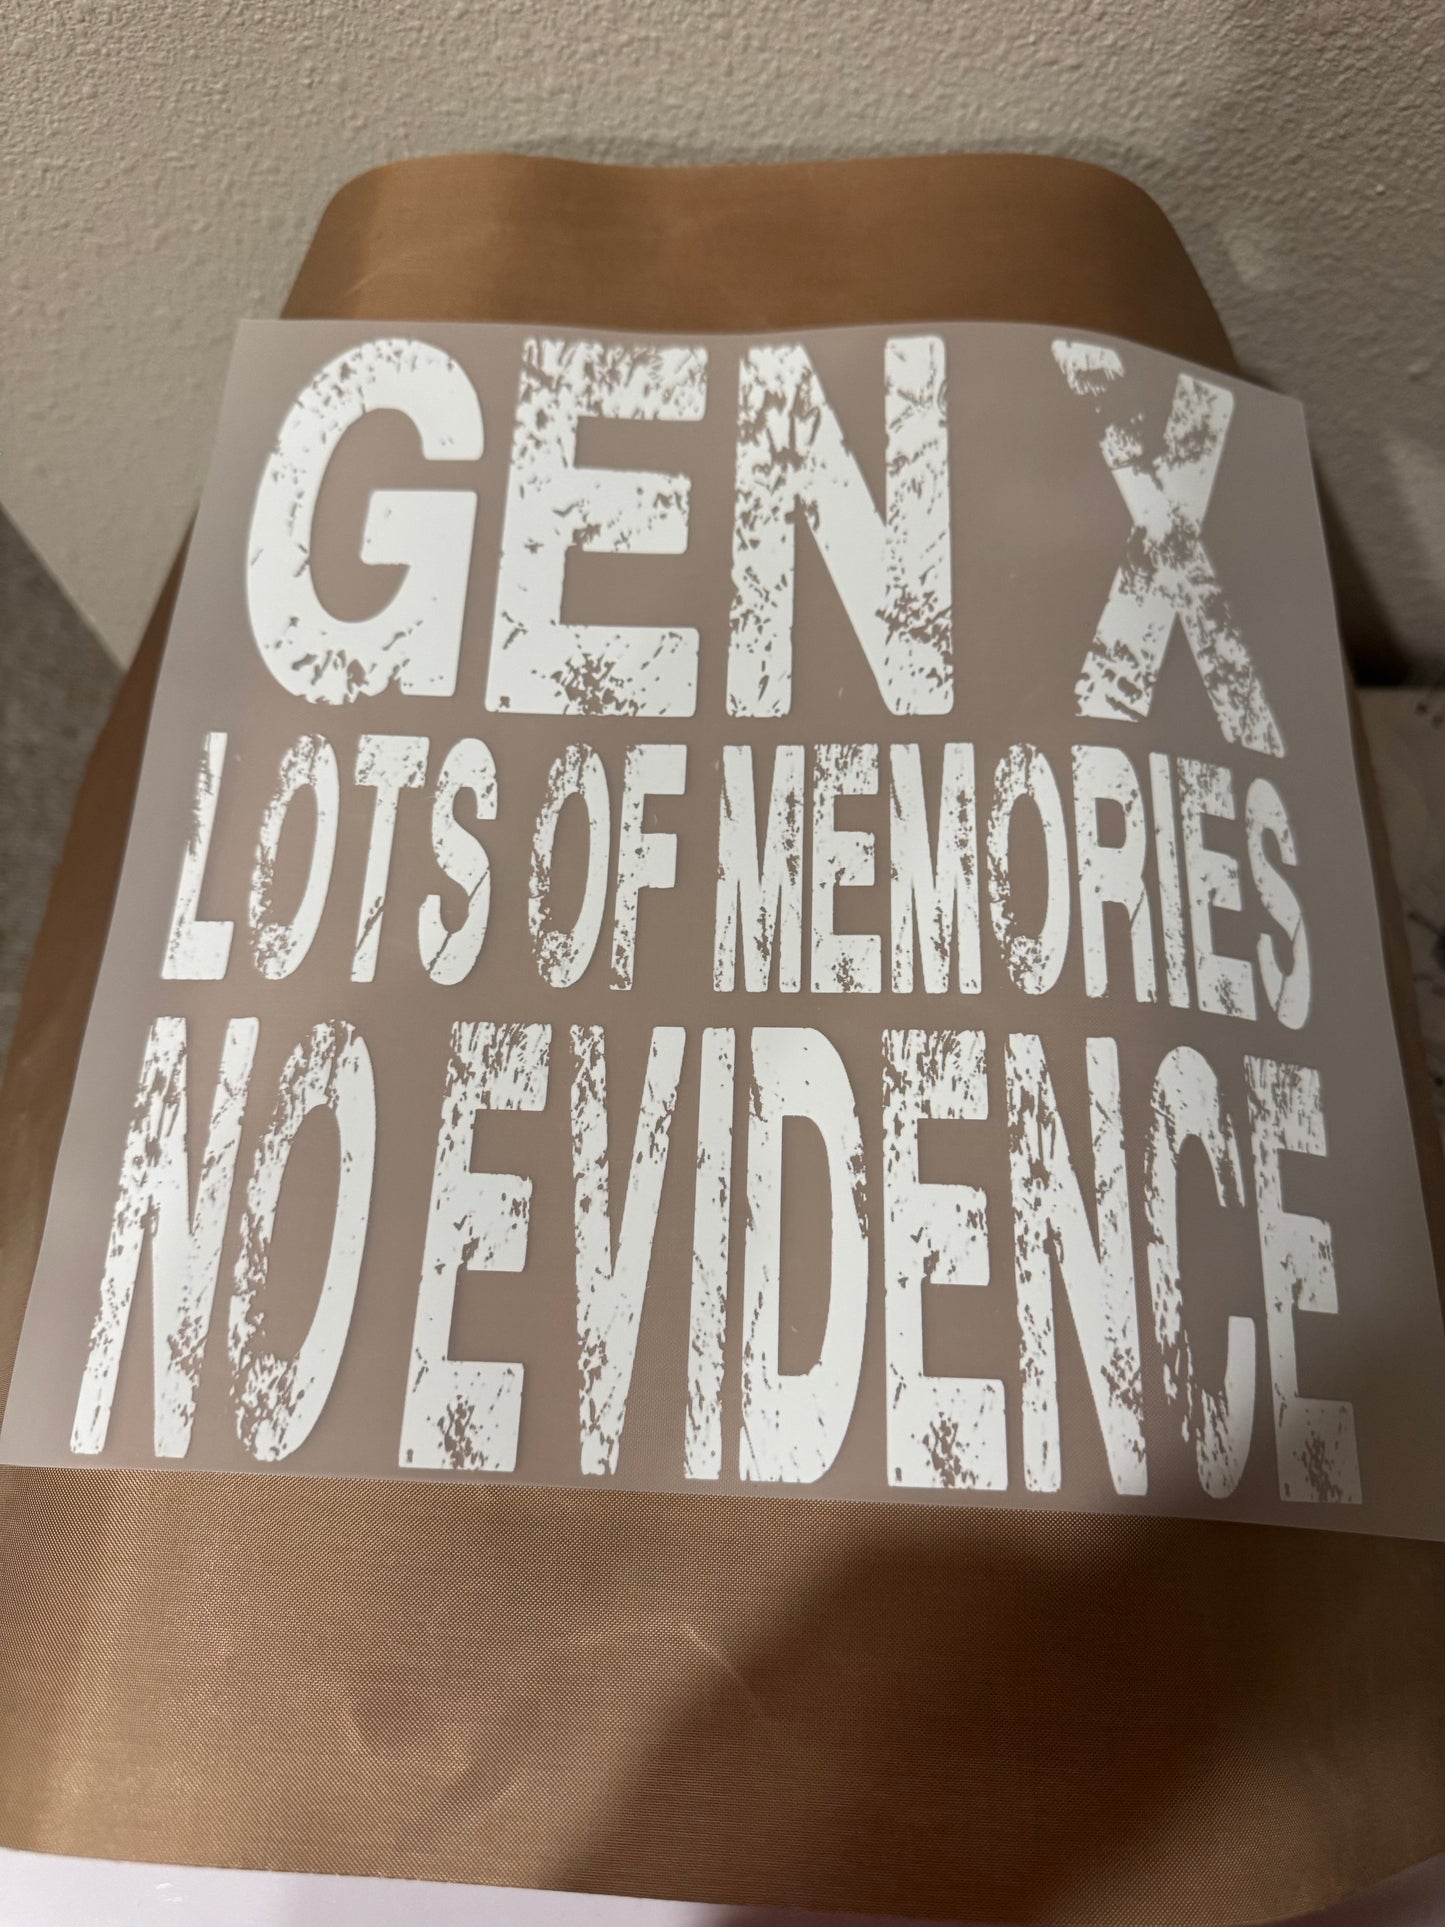 GEN X
LOTS OF MEMORIES
NO EVIDENCE